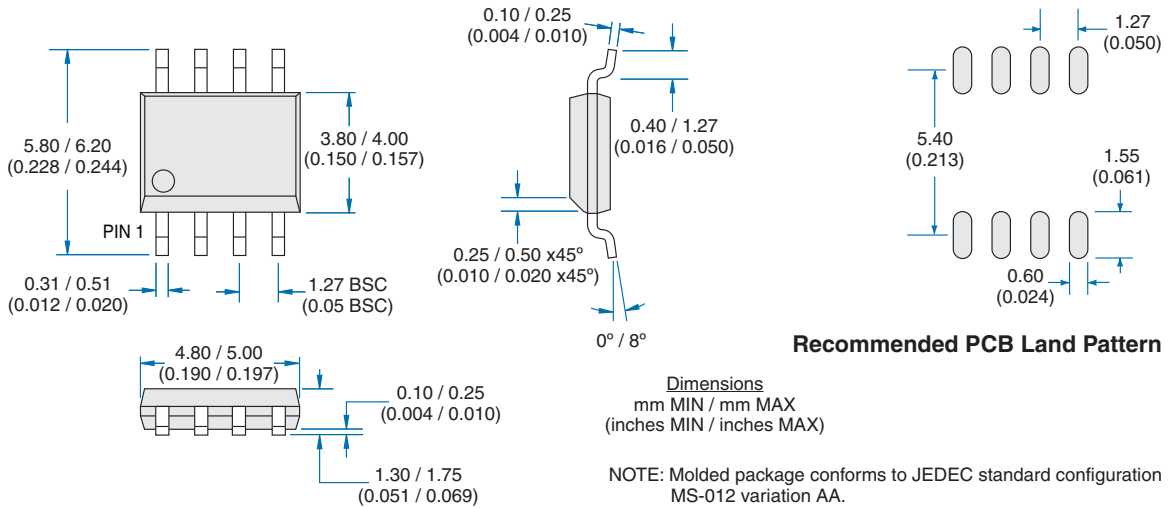 0.10 / 0.25
(0.004 / 0.010)
1.27
(0.050)
5.80 / 6.20
(0.228 / 0.244)
3.80 / 4.00
(0.150 / 0.157)
0.40 / 1.27
(0.016 / 0.050)
5.40
(0.213)
1.55
(0.061)
PIN 1
0.25 / 0.50 x45º
(0.010 / 0.020 x45º)
0.31 / 0.51
(0.012 / 0.020)
1.27 BSC
(0.05 BSC)
0.60
(0.024)
0º / 8º
Recommended PCB Land Pattern
4.80 / 5.00
(0.190 / 0.197)
0.10 / 0.25
(0.004 / 0.010)
Dimensions
mm MIN / mm MAX
(inches MIN / inches MAX)
1.30 / 1.75
(0.051 / 0.069)
NOTE: Molded package conforms to JEDEC standard configuration
MS-012 variation AA.